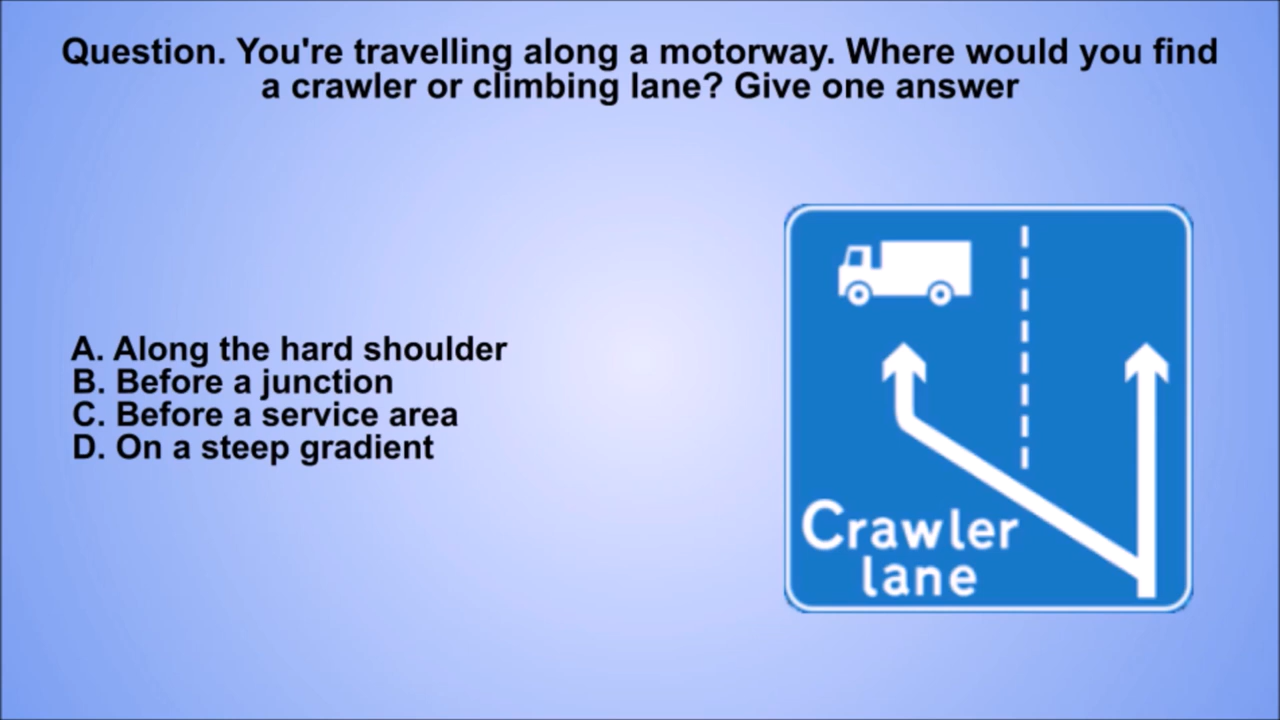 Question. You're travelling along a motorway. Where would you find
a crawler or climbing lane? Give one answer
A. Along the hard shoulder
B. Before a junction
C. Before a service area
D. On a steep gradient
Crawler
lane